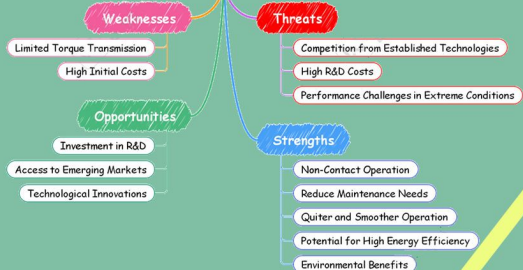 Weaknesses
Limited Torque Transmission
High Initial Costs
Opportunities
Investment in R&D
Access to Emerging Markets
Technological Innovations
Threats
Competition from Established Technologies
High R&D Costs
Performance Challenges in Extreme Conditions
Strengths
Non-Contact Operation
Reduce Maintenance Needs
Quiter and Smoother Operation
Potential for High Energy Efficiency
Environmental Benefits